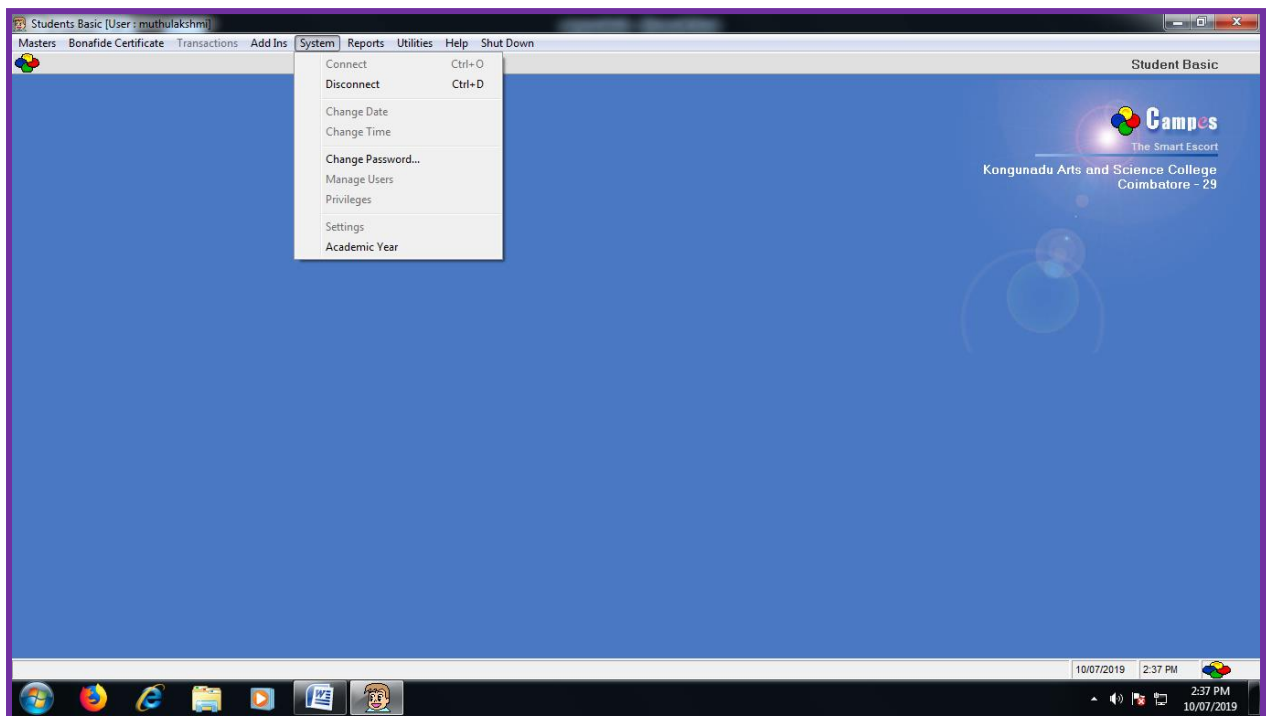 Students Basic [User : muthulakshmi]
Masters Bonafide Certificate Transactions Add Ins System Reports Utilities Help Shut Down
Student Basic
Connect Ctrl+O
Disconnect Ctrl+D
Change Date
Change Time
Change Password...
Manage Users
Privileges
Settings
Academic Year
Campes
The Smart Escort
Kongunadu Arts and Science College
Coimbatore - 29
10/07/2019 2:37 PM
2:37 PM
10/07/2019